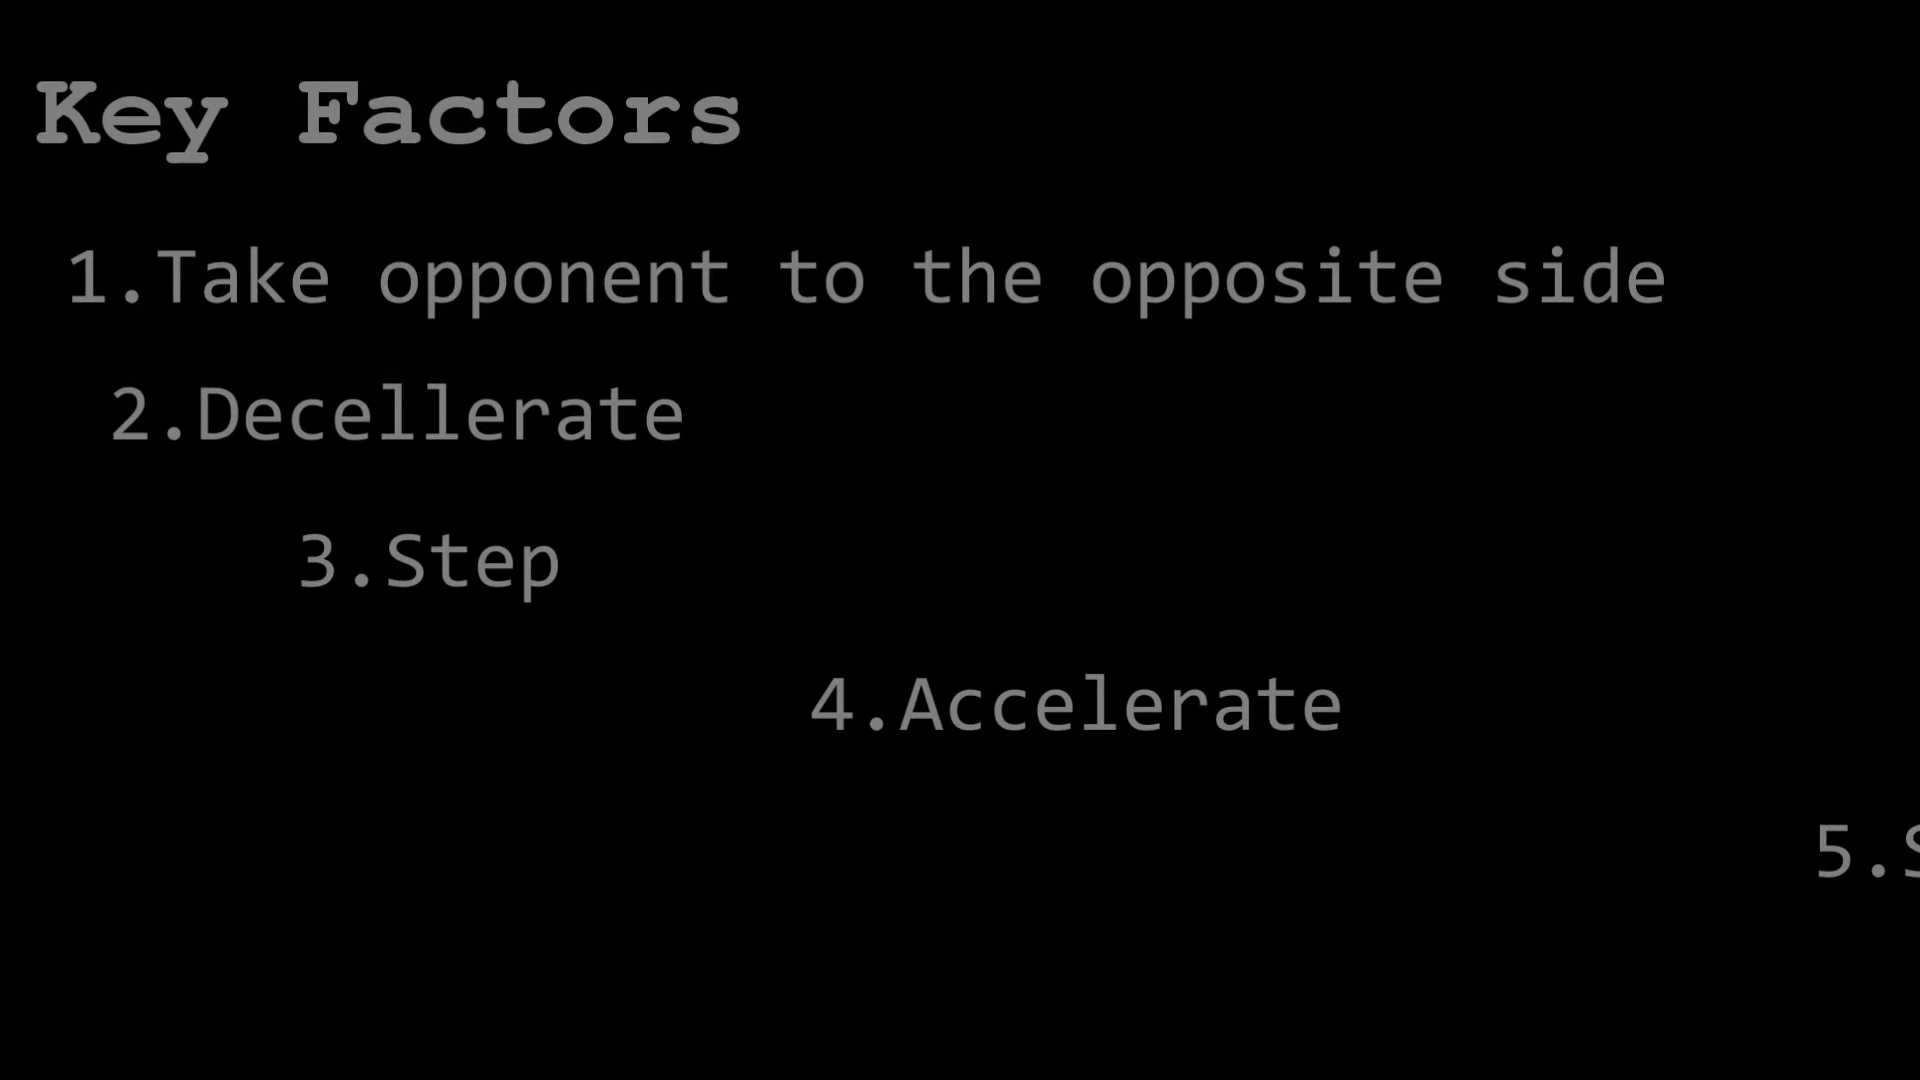 Key Factors
1.Take opponent to the opposite side
2.Decellerate
3.Step
4.Accelerate
5.S